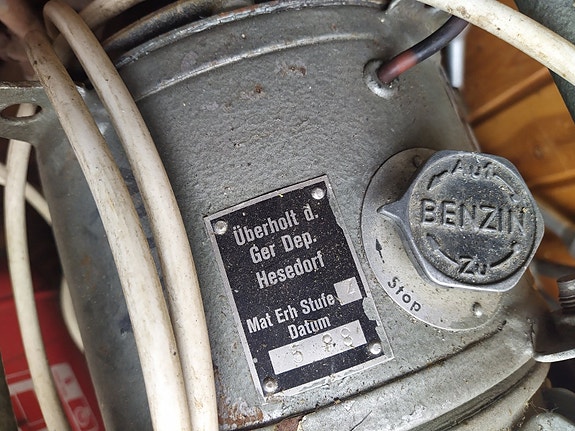 Überholt d.
Ger Dep.
Hesedorf
Mat Erh Stufe
Datum
Auf
BENZIN
Zu
Stop